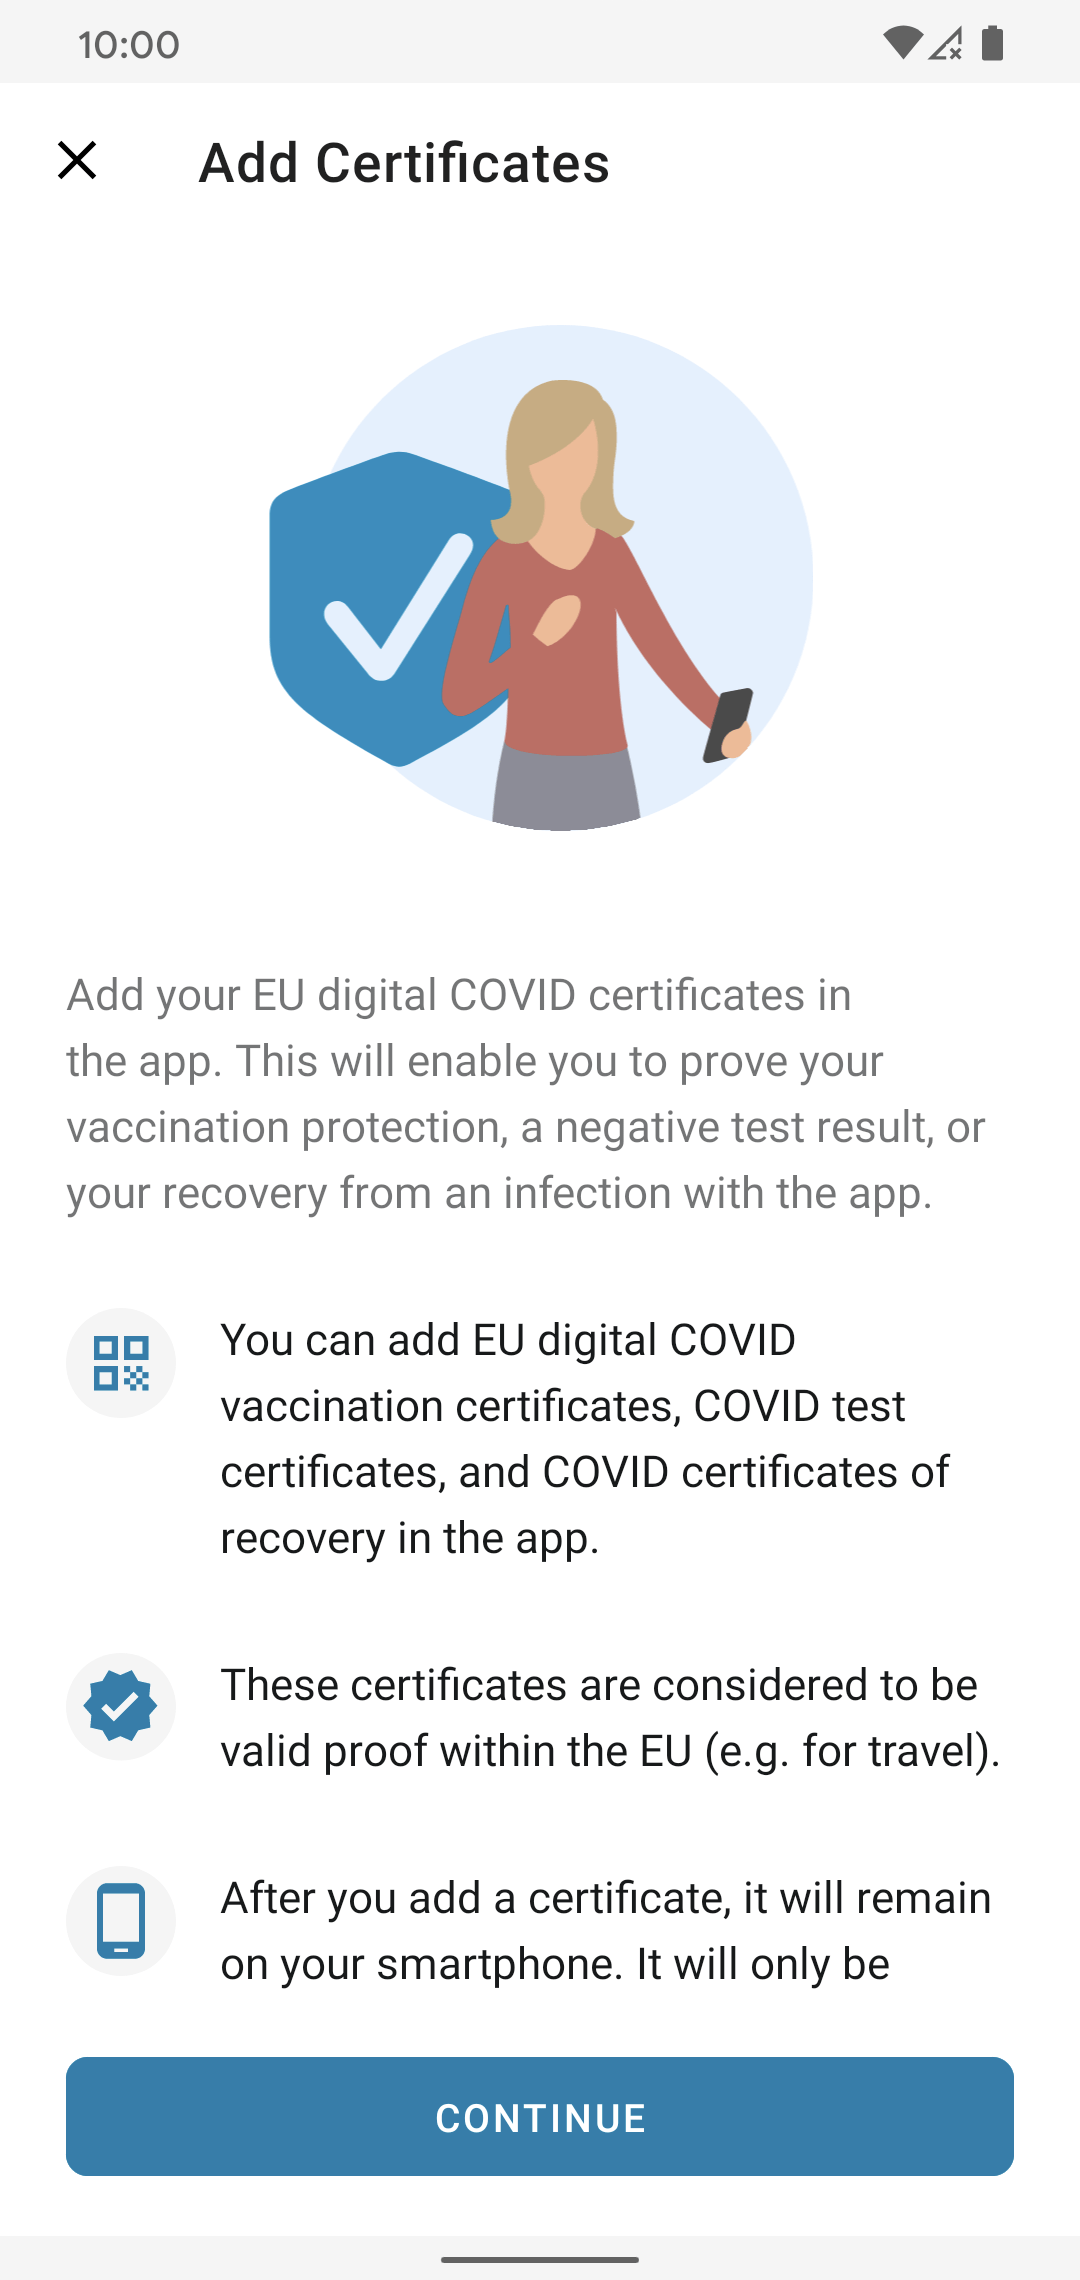 10:00
Add Certificates
Add your EU digital COVID certificates in
the app. This will enable you to prove your
vaccination protection, a negative test result, or
your recovery from an infection with the app.
You can add EU digital COVID
vaccination certificates, COVID test
certificates, and COVID certificates of
recovery in the app.
These certificates are considered to be
valid proof within the EU (e.g. for travel).
After you add a certificate, it will remain
on your smartphone. It will only be
CONTINUE